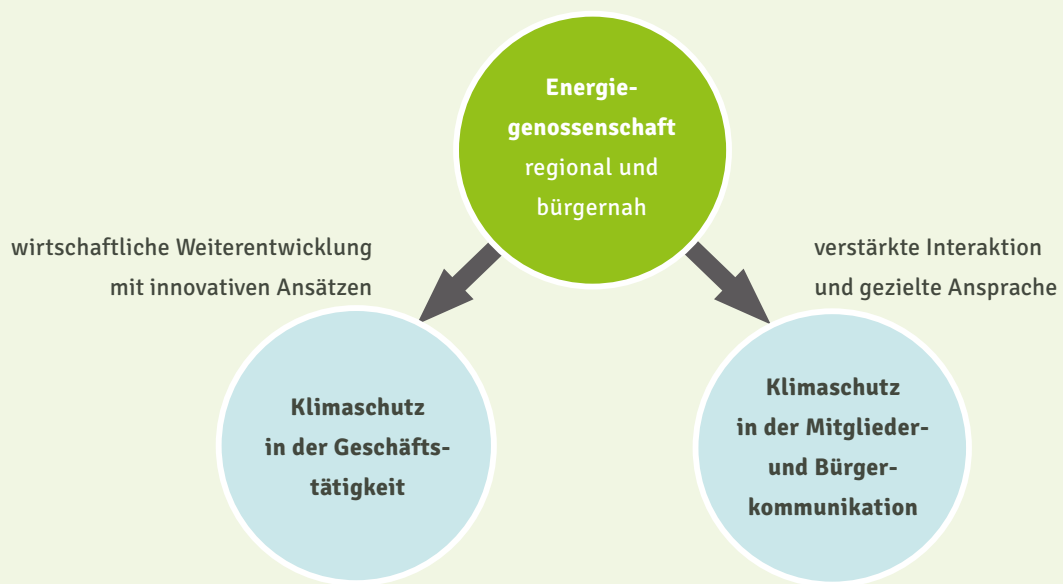 Energie-
genossenschaft
regional und
bürgernah
wirtschaftliche Weiterentwicklung
mit innovativen Ansätzen
verstärkte Interaktion
und gezielte Ansprache
Klimaschutz
in der Geschäfts-
tätigkeit
Klimaschutz
in der Mitglieder-
und Bürger-
kommunikation